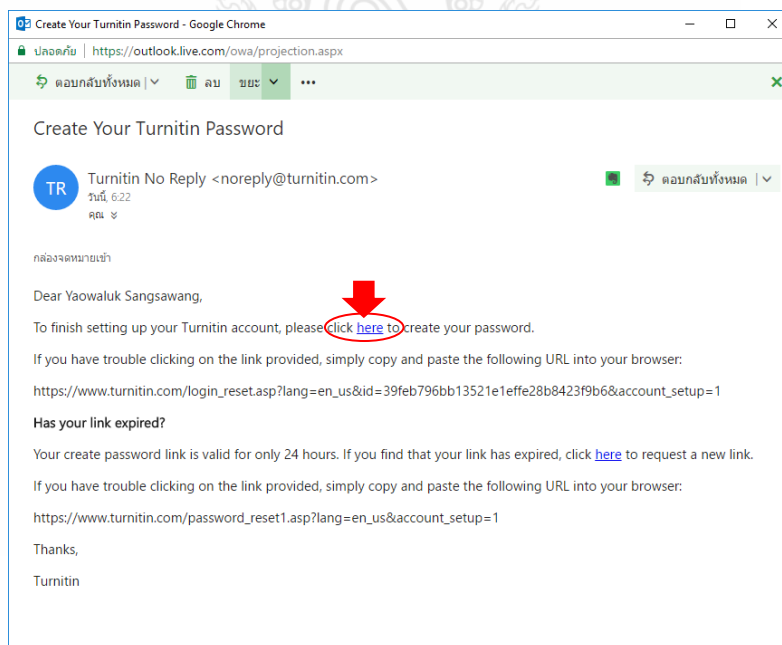 Create Your Turnitin Password - Google Chrome
ปลอดภัย | https://outlook.live.com/owa/projection.aspx
ตอบกลับทั้งหมด | ลบ ขยะ ...
Create Your Turnitin Password
TR
Turnitin No Reply <noreply@turnitin.com>
วันนี้, 6:22
คุณ
ตอบกลับทั้งหมด |
กล่องจดหมายเข้า
Dear Yaowaluk Sangsawang,
To finish setting up your Turnitin account, please click here to create your password.
If you have trouble clicking on the link provided, simply copy and paste the following URL into your browser:
https://www.turnitin.com/login_reset.asp?lang=en_us&id=39feb796bb13521e1effe28b8423f9b6&account_setup=1
Has your link expired?
Your create password link is valid for only 24 hours. If you find that your link has expired, click here to request a new link.
If you have trouble clicking on the link provided, simply copy and paste the following URL into your browser:
https://www.turnitin.com/password_reset1.asp?lang=en_us&account_setup=1
Thanks,
Turnitin